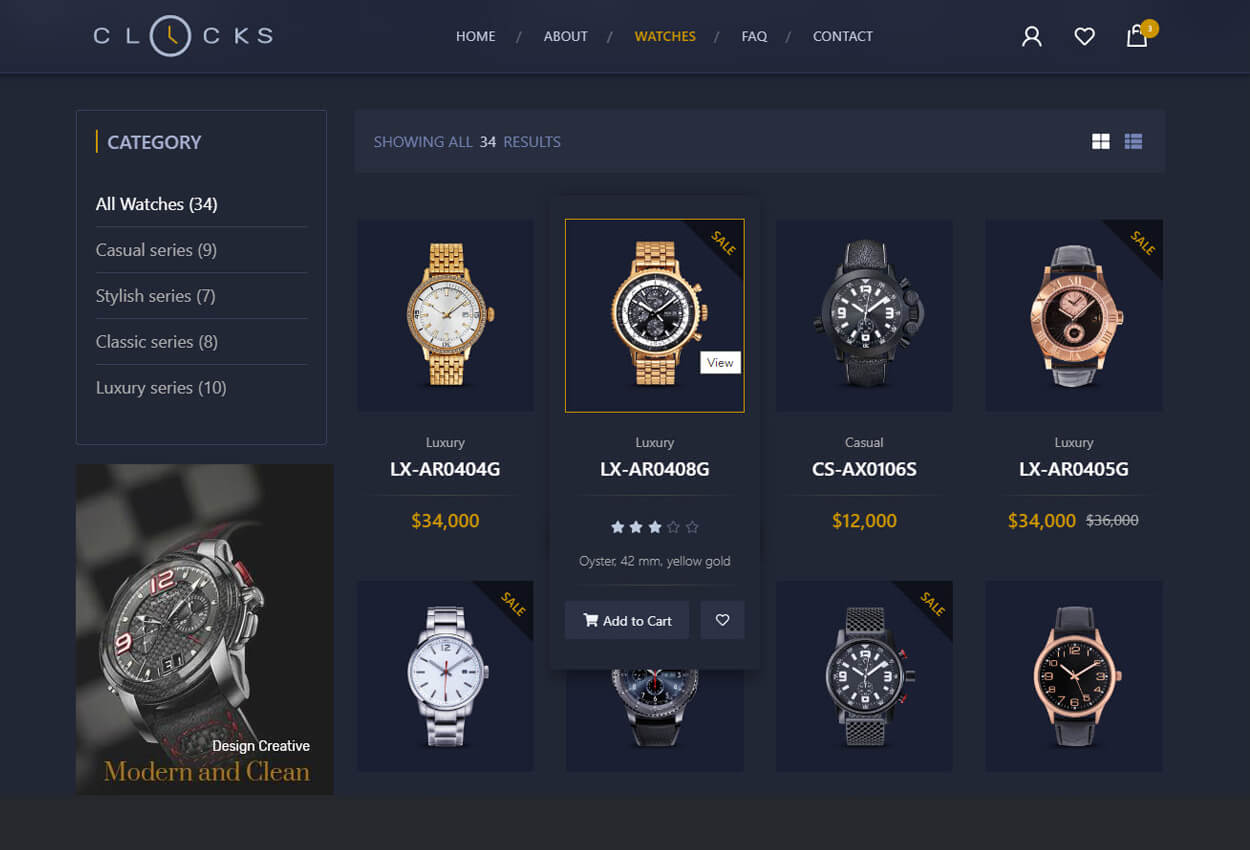 CLOCKS
HOME / ABOUT / WATCHES / FAQ / CONTACT
3
CATEGORY
All Watches (34)
Casual series (9)
Stylish series (7)
Classic series (8)
Luxury series (10)
Design Creative
Modern and Clean
SHOWING ALL 34 RESULTS
SALE
SALE
View
Luxury
LX-AR0404G
$34,000
Luxury
LX-AR0408G
Oyster, 42 mm, yellow gold
Add to Cart
Casual
CS-AX0106S
$12,000
Luxury
LX-AR0405G
$34,000 $36,000
SALE
SALE